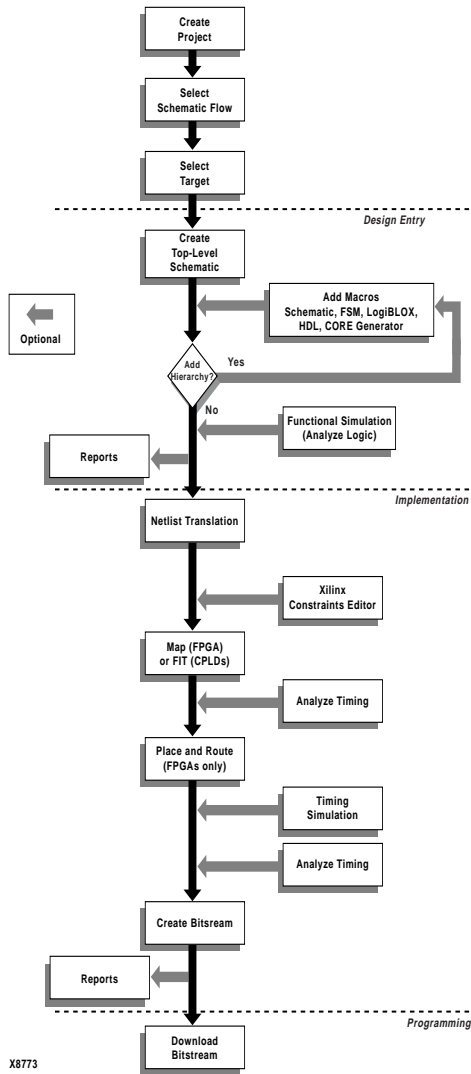 Create
Project
Select
Schematic Flow
Select
Target
Design Entry
Create
Top-Level
Schematic
Add Macros
Schematic, FSM, LogiBLOX,
HDL, CORE Generator
Optional
Add
Hierarchy?
Yes
No
Functional Simulation
(Analyze Logic)
Reports
Implementation
Netlist Translation
Xilinx
Constraints Editor
Map (FPGA)
or FIT (CPLDs)
Analyze Timing
Place and Route
(FPGAs only)
Timing
Simulation
Analyze Timing
Create Bitsream
Reports
Programming
Download
Bitstream
X8773